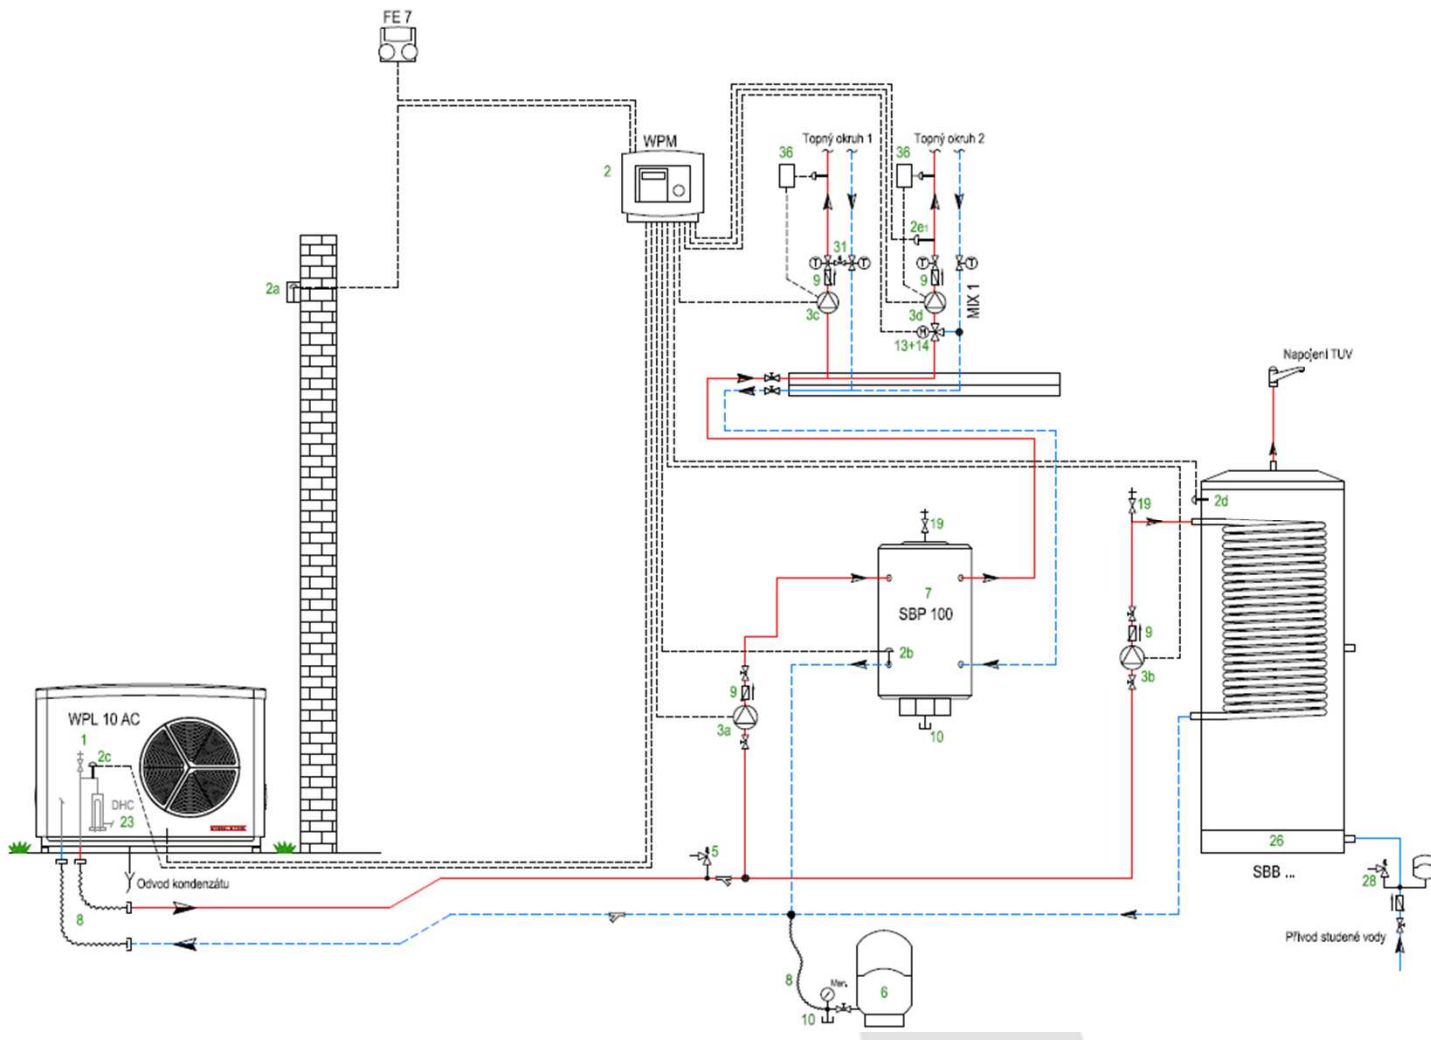 FE 7
WPM
2
Topný okruh 1
Topný okruh 2
36
36
2e1
31
9
9
3c
3d
MIX 1
13+14
2a
Napojení TUV
2d
19
19
7
SBP 100
2b
9
3b
9
3a
10
WPL 10 AC
1
2c
DHC
23
Odvod kondenzátu
5
26
SBB ...
28
8
Přívod studené vody
8
Man.
6
10